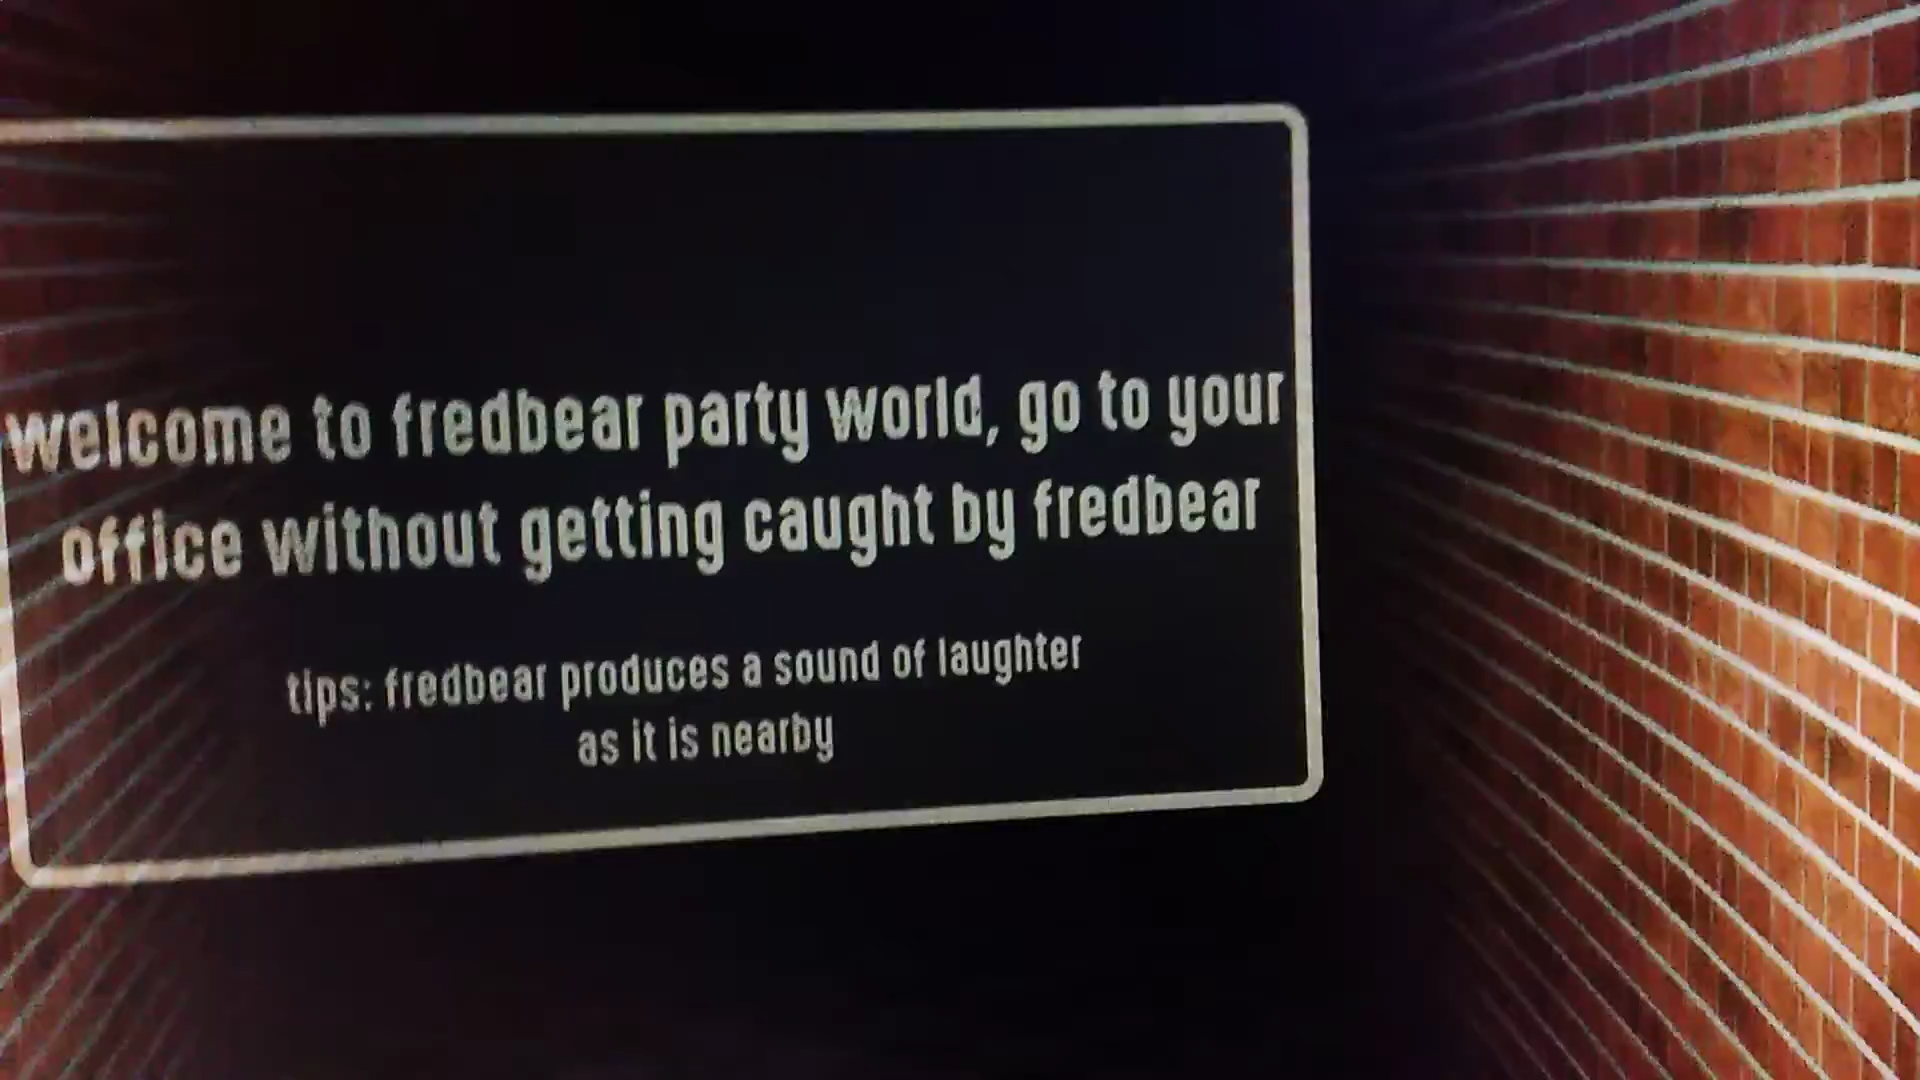 welcome to fredbear party world, go to your
office without getting caught by fredbear
tips: fredbear produces a sound of laughter
as it is nearby